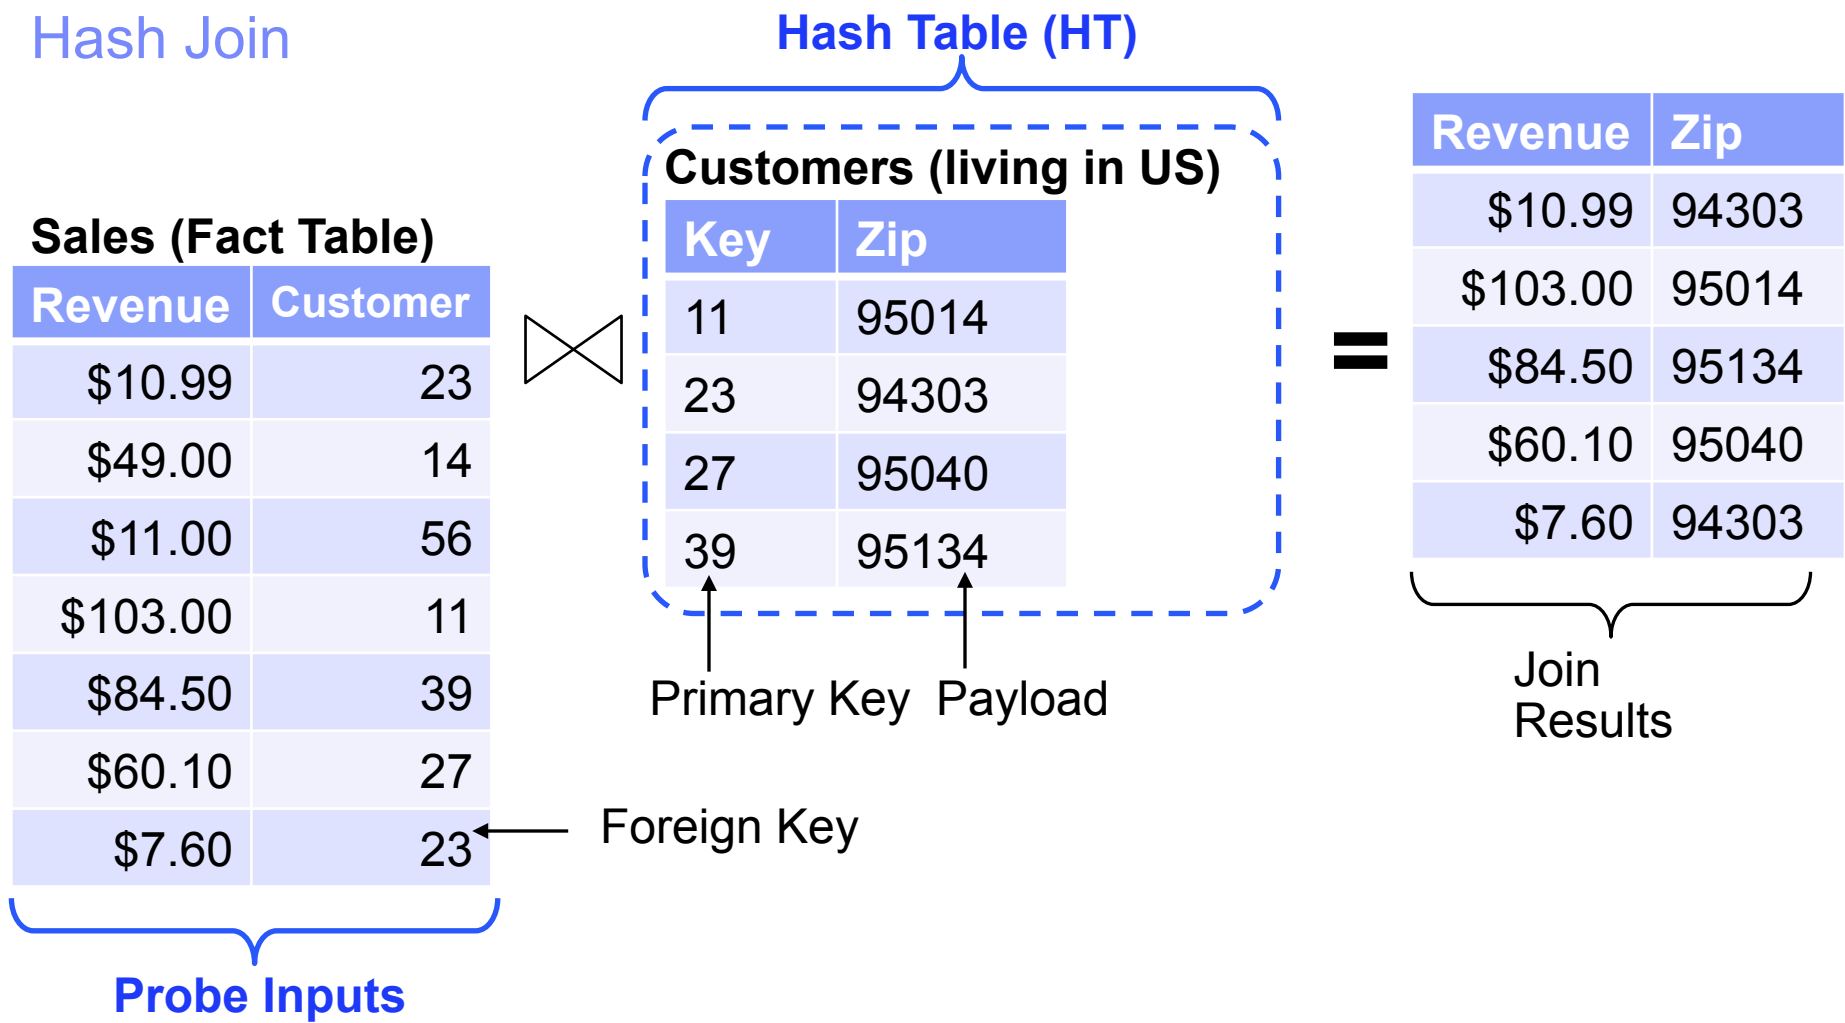 Hash Join
Hash Table (HT)
Sales (Fact Table)
Revenue Customer
$10.99 23
$49.00 14
$11.00 56
$103.00 11
$84.50 39
$60.10 27
$7.60 23
Foreign Key
Probe Inputs
Customers (living in US)
Key Zip
11 95014
23 94303
27 95040
39 95134
Primary Key Payload
=
Revenue Zip
$10.99 94303
$103.00 95014
$84.50 95134
$60.10 95040
$7.60 94303
Join
Results